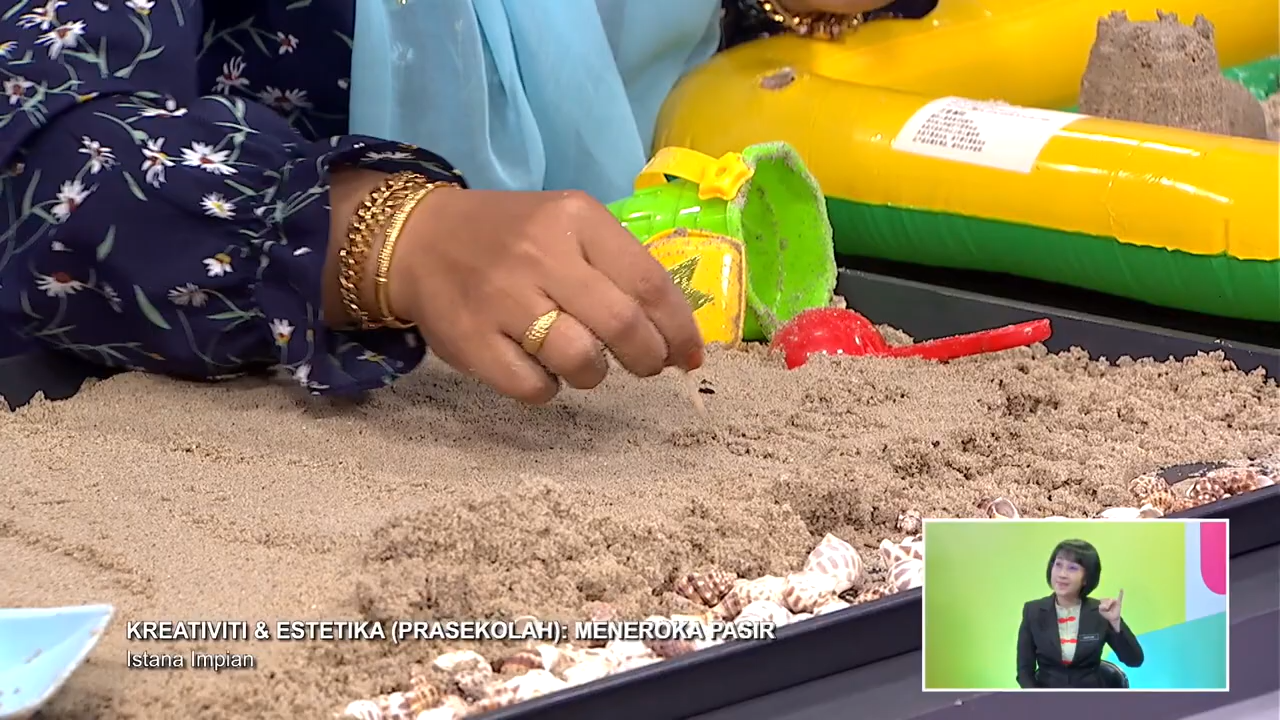 KREATIVITI & ESTETIKA (PRASEKOLAH): MENEROKA PASIR
Istana Impian